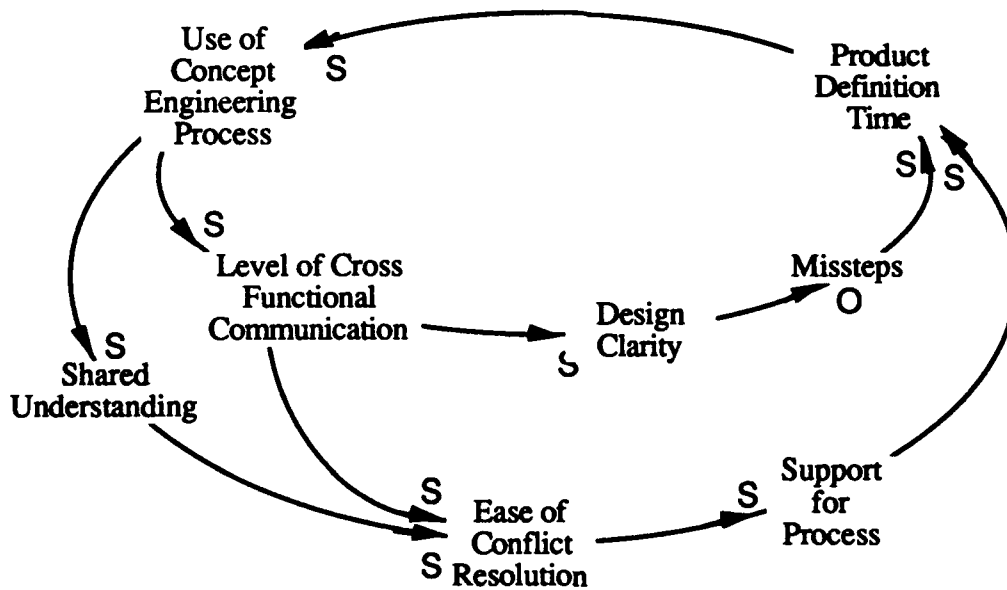 Use of
Concept
Engineering
Process
S
Product
Definition
Time
S
S
S
Level of Cross
Functional
Communication
Missteps
O
Design
Clarity
S
S
Shared
Understanding
S
Ease of
Conflict
Resolution
S
S
Support
for
Process